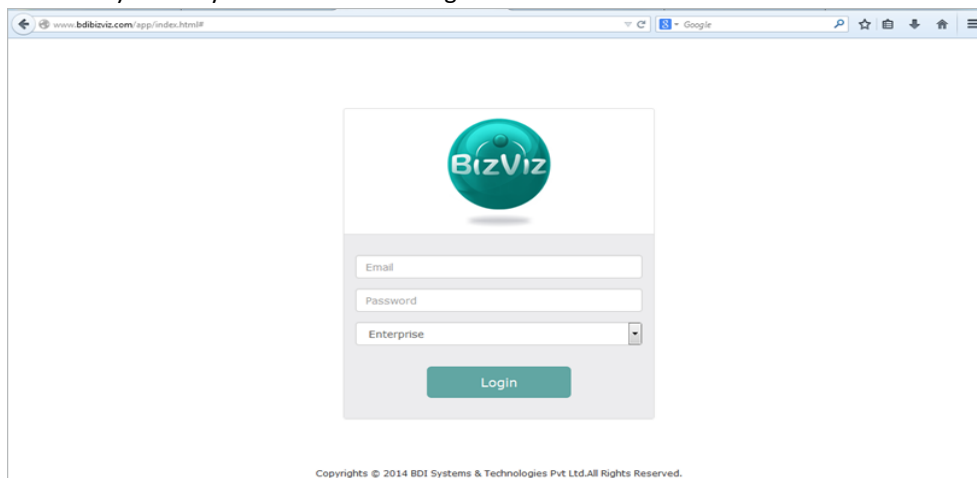 www.bdibizviz.com/app/index.html#
8 Google
BIZVIZ
Email
Password
Enterprise
Login
Copyrights © 2014 BDI Systems & Technologies Pvt Ltd.All Rights Reserved.